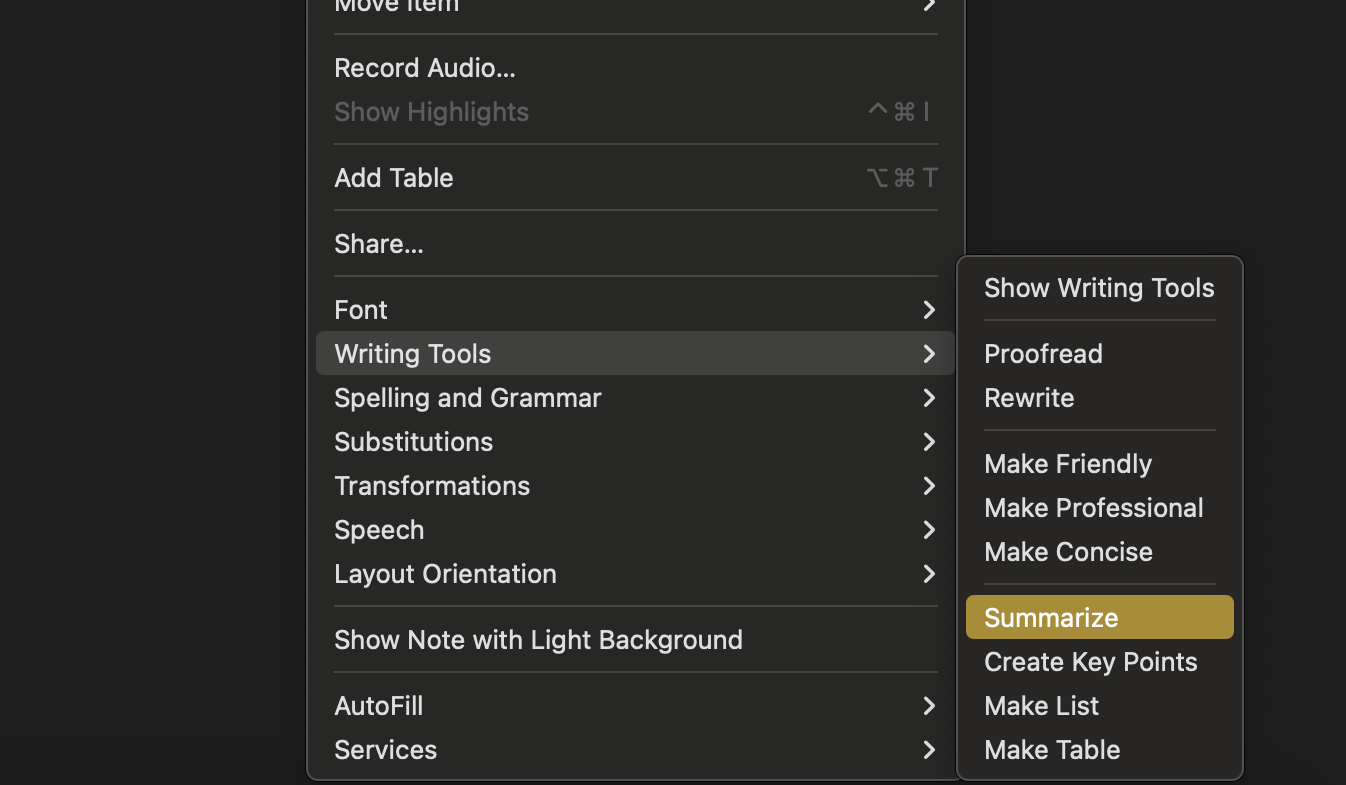 Move Item
Record Audio...
Show Highlights ^⌘I
Add Table ⌥⌘T
Share...
Font
Writing Tools
Spelling and Grammar
Substitutions
Transformations
Speech
Layout Orientation
Show Note with Light Background
AutoFill
Services
Show Writing Tools
Proofread
Rewrite
Make Friendly
Make Professional
Make Concise
Summarize
Create Key Points
Make List
Make Table